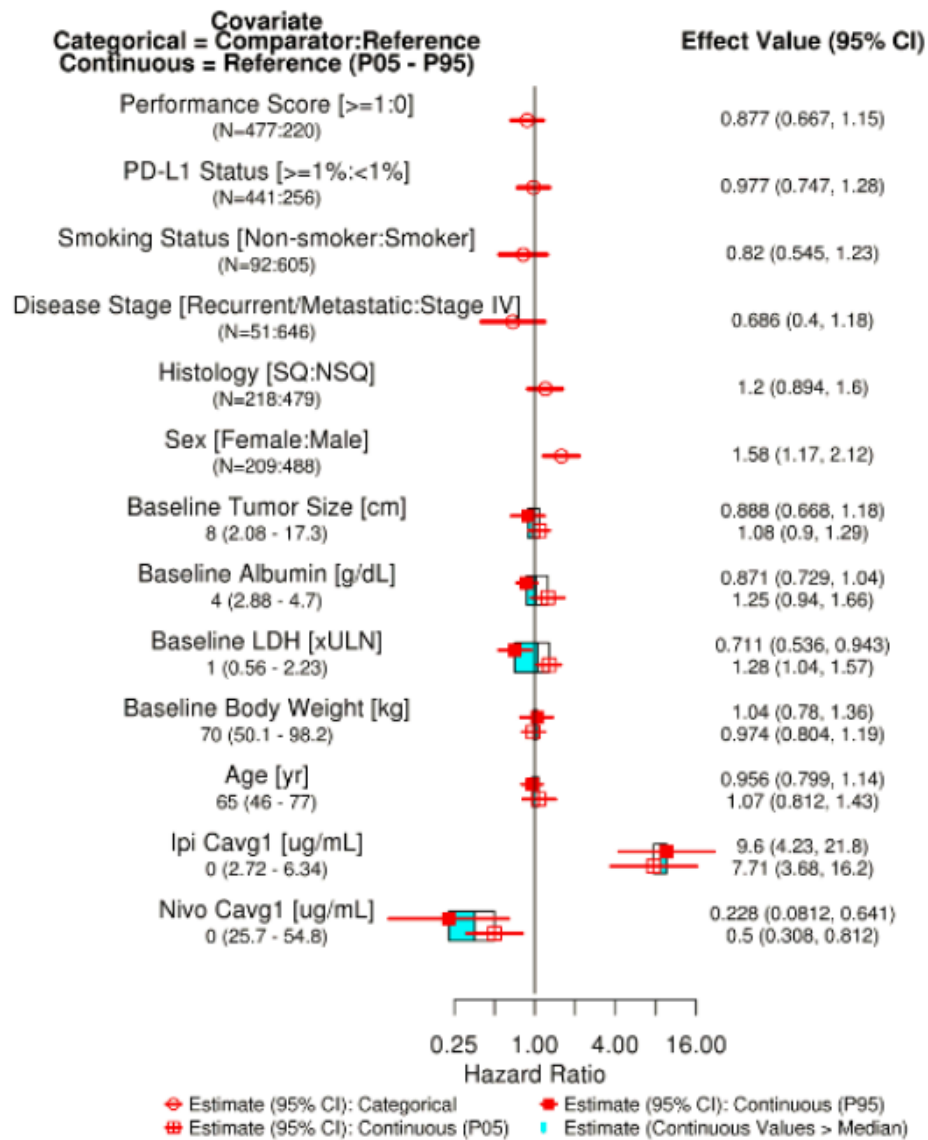 Covariate
Categorical = Comparator:Reference
Continuous = Reference (P05 - P95)
Effect Value (95% CI)
Performance Score [>=1:0]
(N=477:220)
0.877 (0.667, 1.15)
PD-L1 Status [>=1%:<1%]
(N=441:256)
0.977 (0.747, 1.28)
Smoking Status [Non-smoker:Smoker]
(N=92:605)
0.82 (0.545, 1.23)
Disease Stage [Recurrent/Metastatic:Stage IV]
(N=51:646)
0.686 (0.4, 1.18)
Histology [SQ:NSQ]
(N=218:479)
1.2 (0.894, 1.6)
Sex [Female:Male]
(N=209:488)
1.58 (1.17, 2.12)
Baseline Tumor Size [cm]
8 (2.08 - 17.3)
0.888 (0.668, 1.18)
1.08 (0.9, 1.29)
Baseline Albumin [g/dL]
4 (2.88 - 4.7)
0.871 (0.729, 1.04)
1.25 (0.94, 1.66)
Baseline LDH [xULN]
1 (0.56 - 2.23)
0.711 (0.536, 0.943)
1.28 (1.04, 1.57)
Baseline Body Weight [kg]
70 (50.1 - 98.2)
1.04 (0.78, 1.36)
0.974 (0.804, 1.19)
Age [yr]
65 (46 - 77)
0.956 (0.799, 1.14)
1.07 (0.812, 1.43)
Ipi Cavg1 [ug/mL]
0 (2.72 - 6.34)
9.6 (4.23, 21.8)
7.71 (3.68, 16.2)
Nivo Cavg1 [ug/mL]
0 (25.7 - 54.8)
0.228 (0.0812, 0.641)
0.5 (0.308, 0.812)
0.25 1.00 4.00 16.00
Hazard Ratio
Estimate (95% CI): Categorical
Estimate (95% CI): Continuous (P95)
Estimate (95% CI): Continuous (P05)
Estimate (Continuous Values > Median)